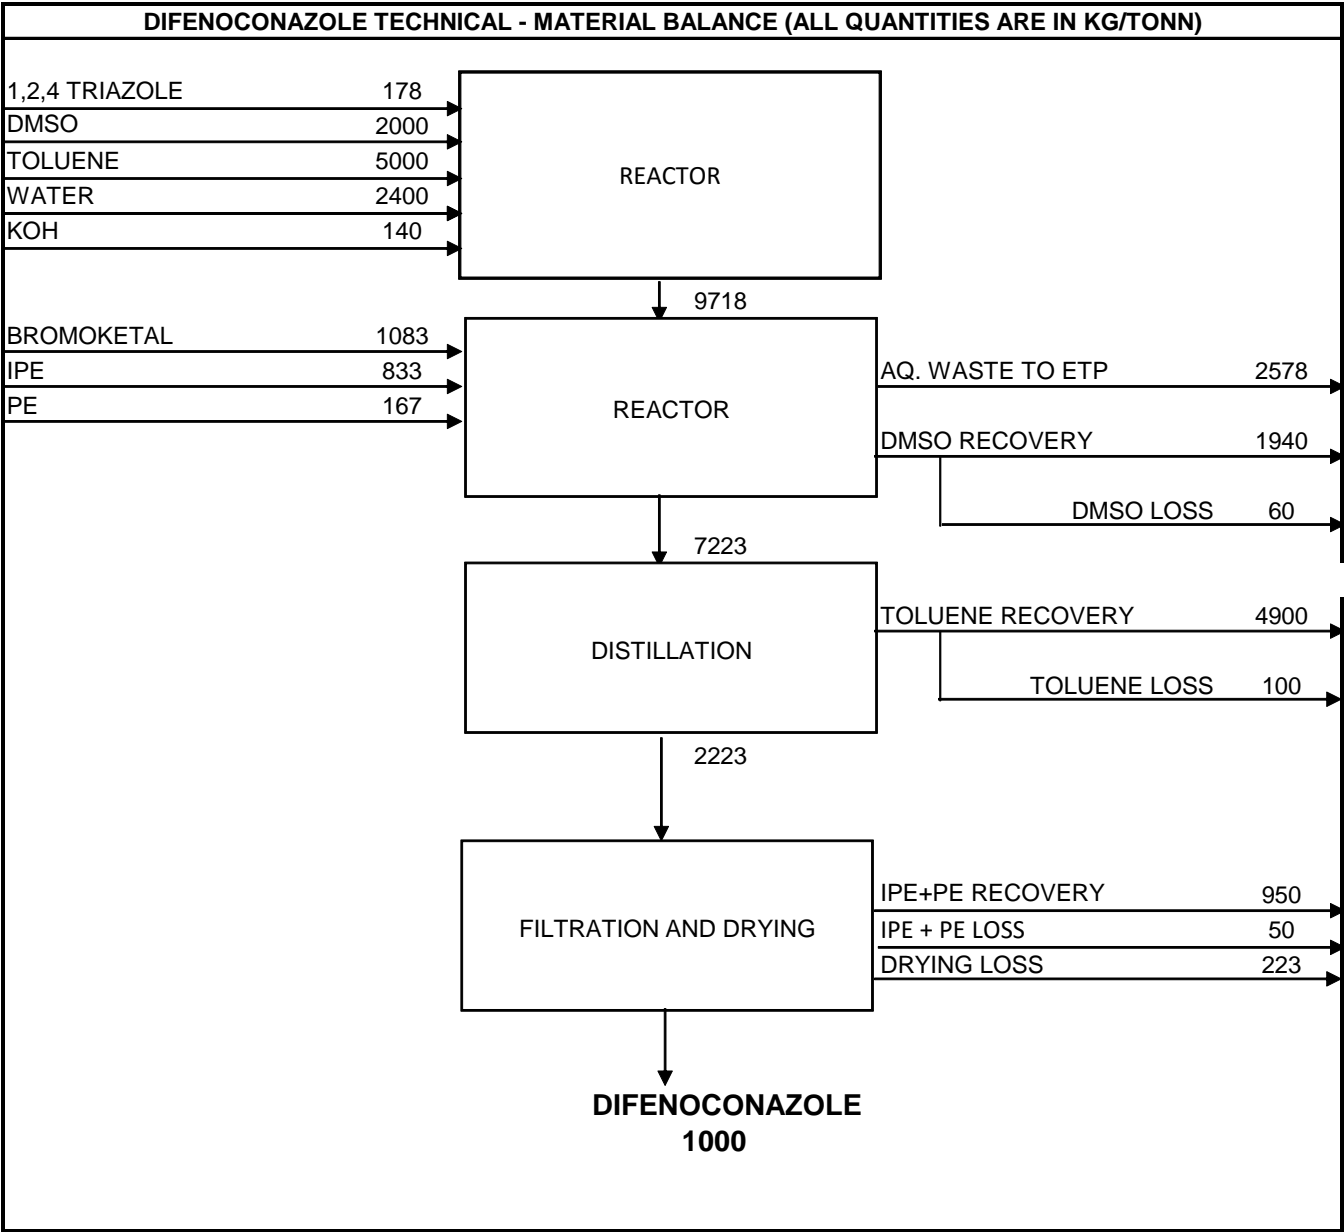 DIFENOCONAZOLE TECHNICAL - MATERIAL BALANCE (ALL QUANTITIES ARE IN KG/TONN)
1,2,4 TRIAZOLE 178
DMSO 2000
TOLUENE 5000
WATER 2400
KOH 140
REACTOR
9718
BROMOKETAL 1083
IPE 833
PE 167
REACTOR
AQ. WASTE TO ETP 2578
DMSO RECOVERY 1940
DMSO LOSS 60
7223
DISTILLATION
TOLUENE RECOVERY 4900
TOLUENE LOSS 100
2223
FILTRATION AND DRYING
IPE+PE RECOVERY 950
IPE + PE LOSS 50
DRYING LOSS 223
DIFENOCONAZOLE
1000